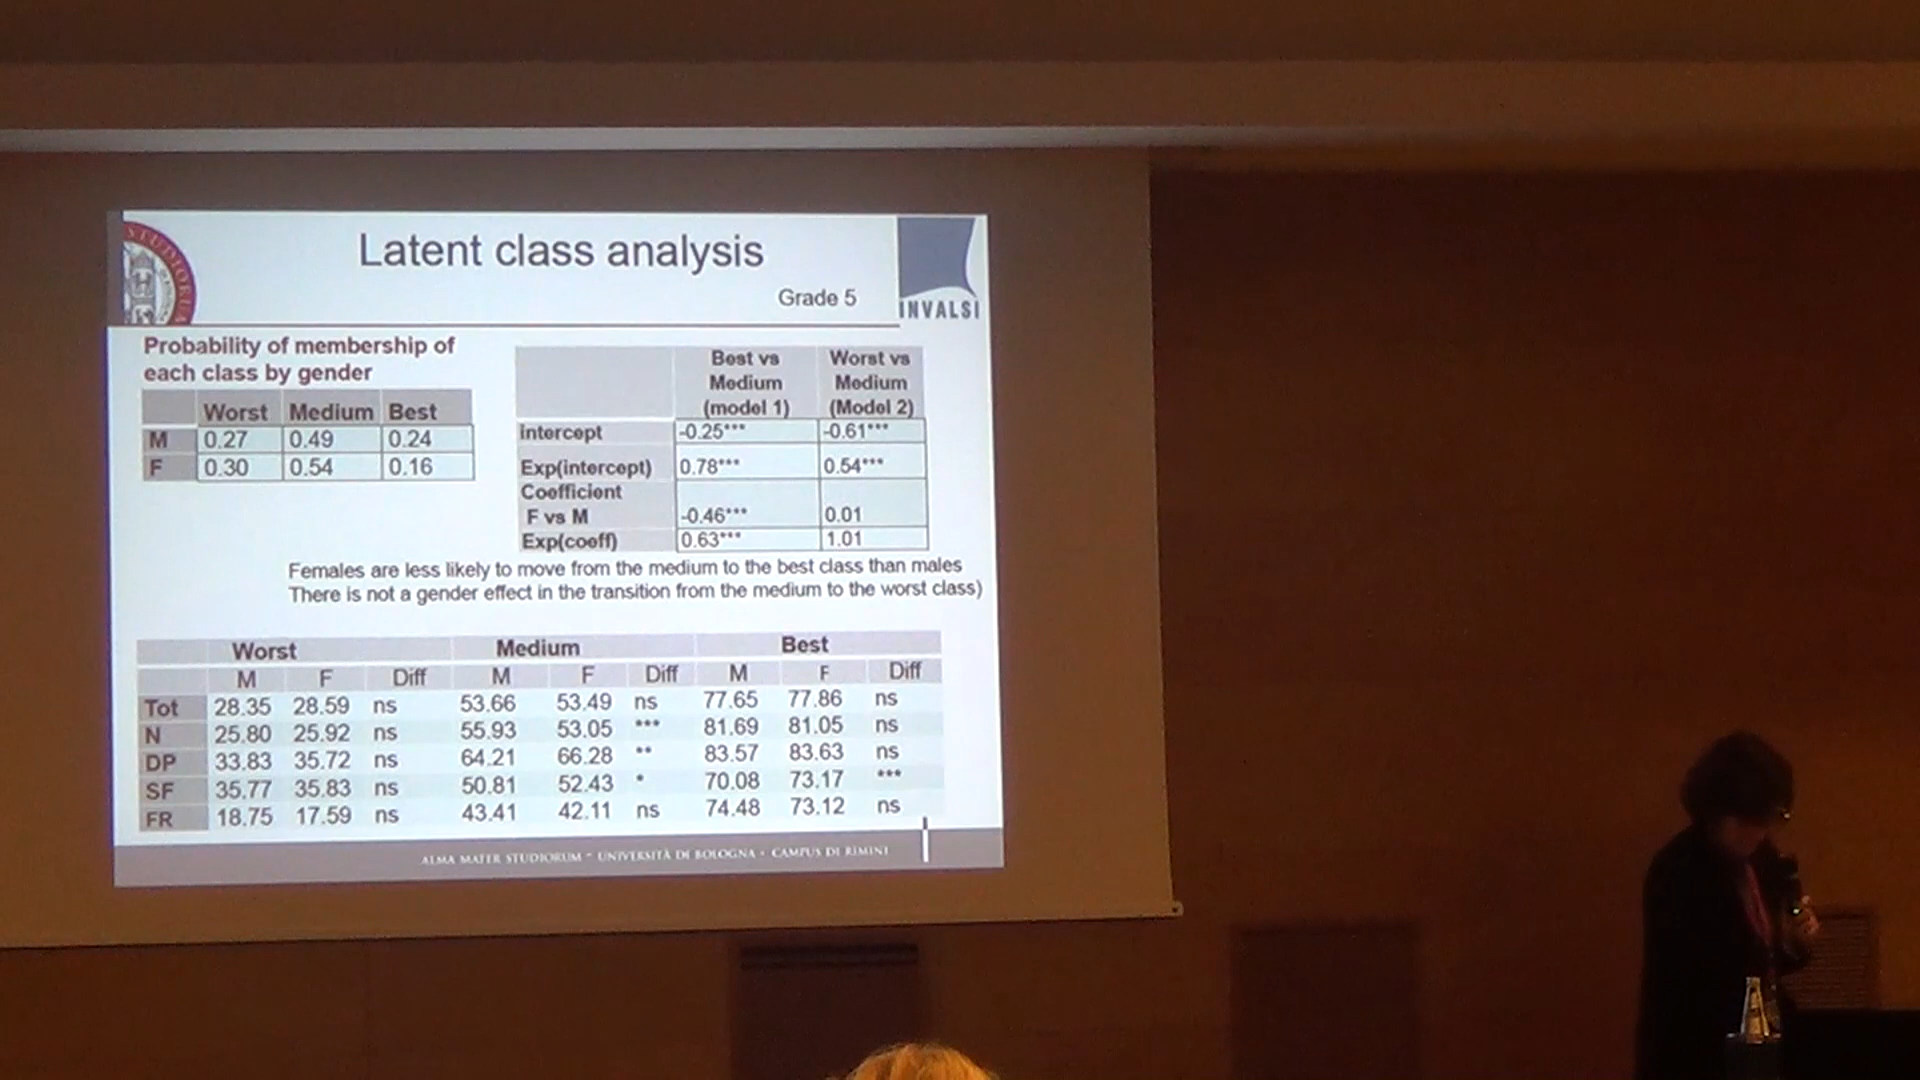 STUDIORUM
Latent class analysis
Grade 5
INVALSI
Probability of membership of
each class by gender
Worst Medium Best
M 0.27 0.49 0.24
F 0.30 0.54 0.16
Best vs Medium (model 1) Worst vs Medium (Model 2)
intercept -0.25*** -0.61***
Exp(intercept) 0.78*** 0.54***
Coefficient
F vs M -0.46*** 0.01
Exp(coeff) 0.63*** 1.01
Females are less likely to move from the medium to the best class than males
There is not a gender effect in the transition from the medium to the worst class)
Worst Medium Best
M F Diff M F Diff M F Diff
Tot 28.35 28.59 ns 53.66 53.49 ns 77.65 77.86 ns
N 25.80 25.92 ns 55.93 53.05 *** 81.69 81.05 ns
DP 33.83 35.72 ns 64.21 66.28 ** 83.57 83.63 ns
SF 35.77 35.83 ns 50.81 52.43 * 70.08 73.17 ***
FR 18.75 17.59 ns 43.41 42.11 ns 74.48 73.12 ns
ALMA MATER STUDIORUM - UNIVERSITÀ DI BOLOGNA - CAMPUS DI RIMINI